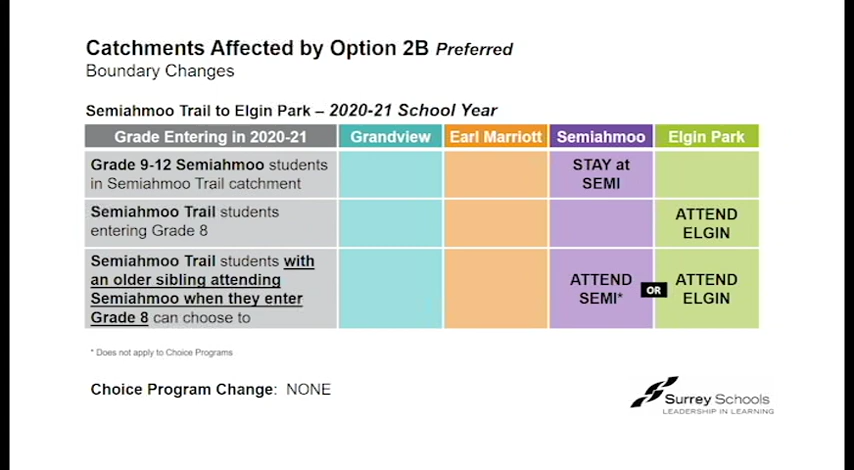 Catchments Affected by Option 2B Preferred
Boundary Changes
Semiahmoo Trail to Elgin Park – 2020-21 School Year
Grade Entering in 2020-21 Grandview Earl Marriott Semiahmoo Elgin Park
Grade 9-12 Semiahmoo students
in Semiahmoo Trail catchment
STAY at
SEMI
Semiahmoo Trail students
entering Grade 8
ATTEND
ELGIN
Semiahmoo Trail students with
an older sibling attending
Semiahmoo when they enter
Grade 8 can choose to
ATTEND
SEMI*
OR
ATTEND
ELGIN
* Does not apply to Choice Programs
Choice Program Change: NONE
Surrey Schools
LEADERSHIP IN LEARNING